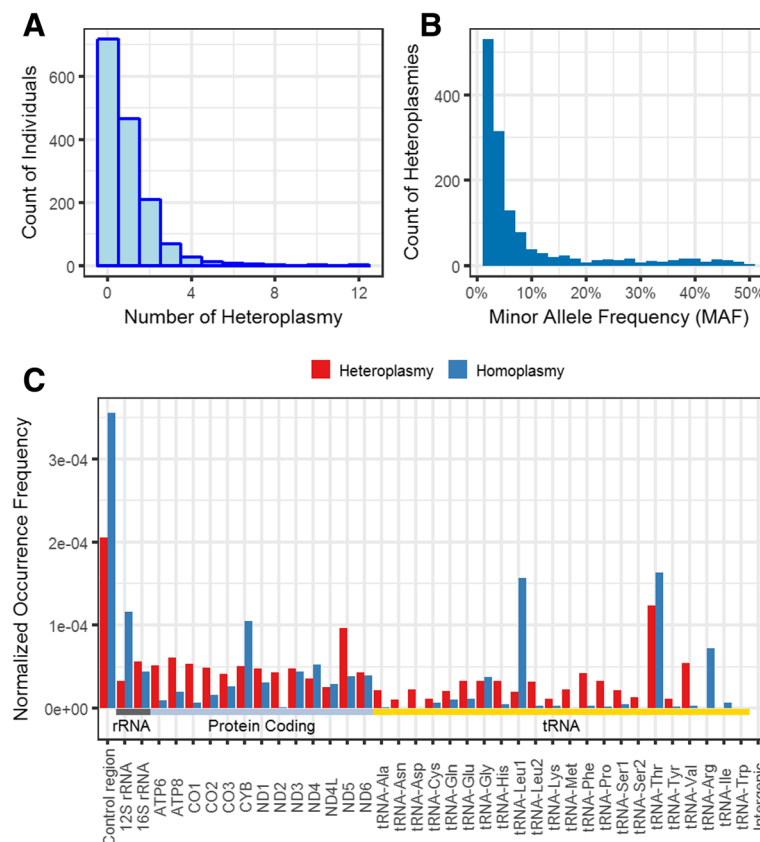 A
B
Count of Individuals
600
400
200
0
0
4
8
12
Number of Heteroplasmy
Count of Heteroplasmies
400
200
0
0%
10%
20%
30%
40%
50%
Minor Allele Frequency (MAF)
C
Heteroplasmy
Homoplasmy
Normalized Occurrence Frequency
3e-04
2e-04
1e-04
0e+00
rRNA
Protein Coding
tRNA
Control region
12S rRNA
16S rRNA
ATP6
ATP8
CO1
CO2
CO3
CYB
ND1
ND2
ND3
ND4
ND4L
ND5
ND6
tRNA-Ala
tRNA-Asn
tRNA-Asp
tRNA-Cys
tRNA-Gln
tRNA-Glu
tRNA-Gly
tRNA-His
tRNA-Leu1
tRNA-Leu2
tRNA-Lys
tRNA-Met
tRNA-Phe
tRNA-Pro
tRNA-Ser1
tRNA-Ser2
tRNA-Thr
tRNA-Tyr
tRNA-Val
tRNA-Arg
tRNA-Ile
tRNA-Trp
Intergenic